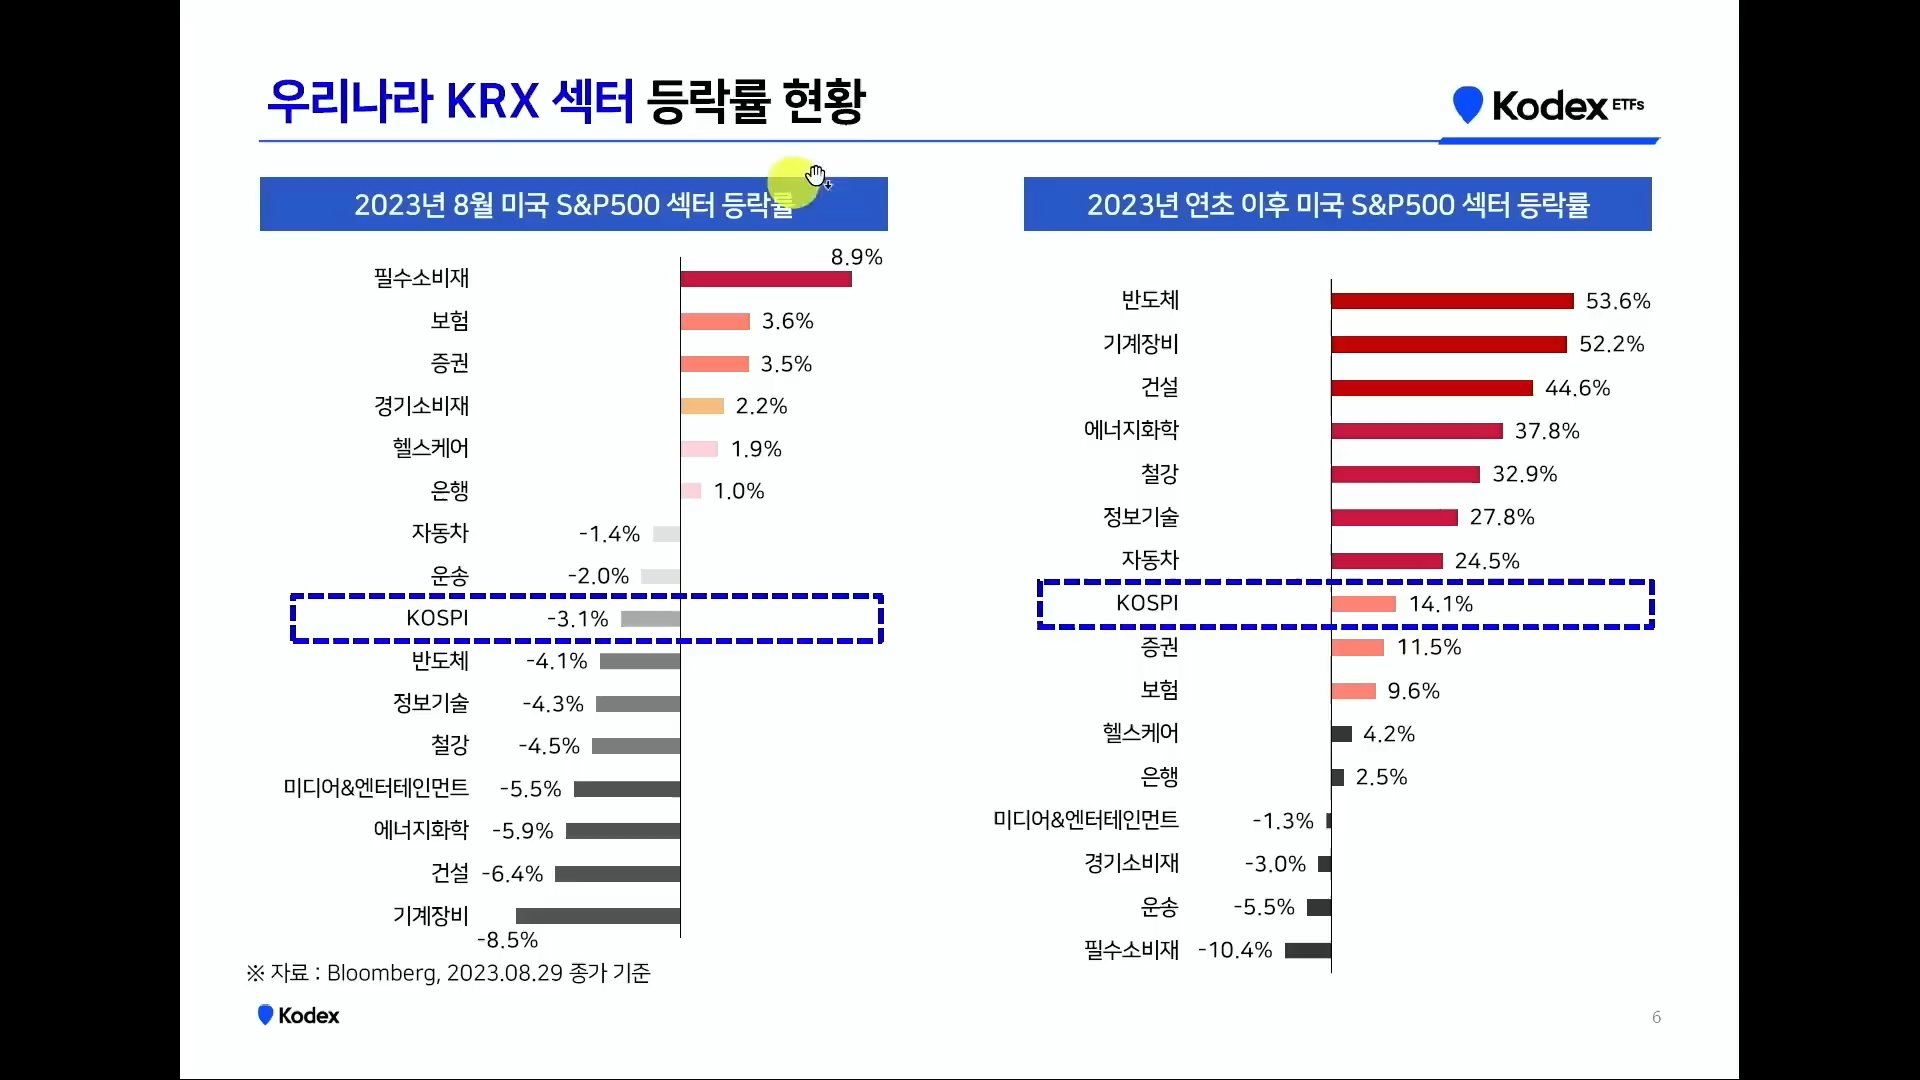 우리나라 KRX 섹터 등락률 현황
Kodex ETFs
2023년 8월 미국 S&P500 섹터 등락률
필수소비재 8.9%
보험 3.6%
증권 3.5%
경기소비재 2.2%
헬스케어 1.9%
은행 1.0%
자동차 -1.4%
운송 -2.0%
KOSPI -3.1%
반도체 -4.1%
정보기술 -4.3%
철강 -4.5%
미디어&엔터테인먼트 -5.5%
에너지화학 -5.9%
건설 -6.4%
기계장비 -8.5%
2023년 연초 이후 미국 S&P500 섹터 등락률
반도체 53.6%
기계장비 52.2%
건설 44.6%
에너지화학 37.8%
철강 32.9%
정보기술 27.8%
자동차 24.5%
KOSPI 14.1%
증권 11.5%
보험 9.6%
헬스케어 4.2%
은행 2.5%
미디어&엔터테인먼트 -1.3%
경기소비재 -3.0%
운송 -5.5%
필수소비재 -10.4%
※ 자료 : Bloomberg, 2023.08.29 종가 기준
Kodex
6